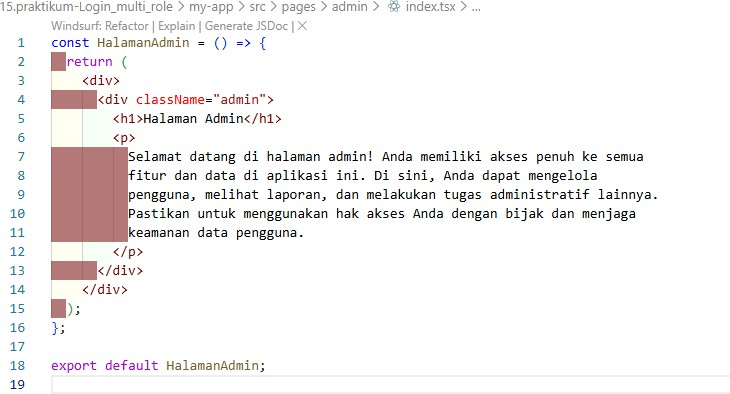 15.praktikum-Login_multi_role > my-app > src > pages > admin > index.tsx > ...
Windsurf: Refactor | Explain | Generate JSDoc | X
1 const HalamanAdmin = () => {
2 return (
3 <div>
4 <div className="admin">
5 <h1>Halaman Admin</h1>
6 <p>
7 Selamat datang di halaman admin! Anda memiliki akses penuh ke semua
8 fitur dan data di aplikasi ini. Di sini, Anda dapat mengelola
9 pengguna, melihat laporan, dan melakukan tugas administratif lainnya.
10 Pastikan untuk menggunakan hak akses Anda dengan bijak dan menjaga
11 keamanan data pengguna.
12 </p>
13 </div>
14 </div>
15 );
16 };
17
18 export default HalamanAdmin;
19